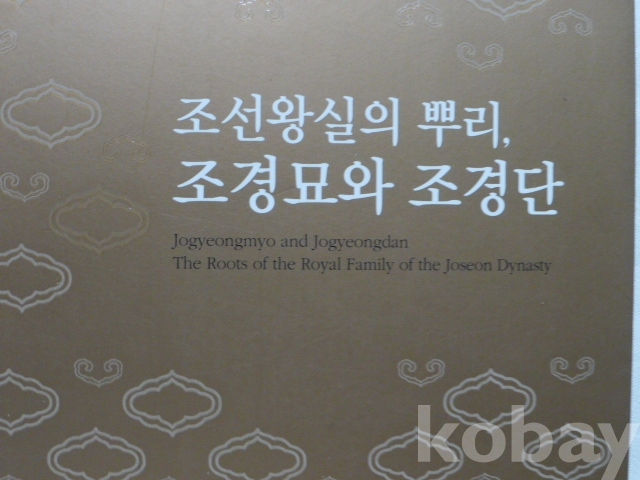 조선왕실의 뿌리,
조경묘와 조경단
Jogyeongmyo and Jogyeongdan
The Roots of the Royal Family of the Joseon Dynasty
kobay